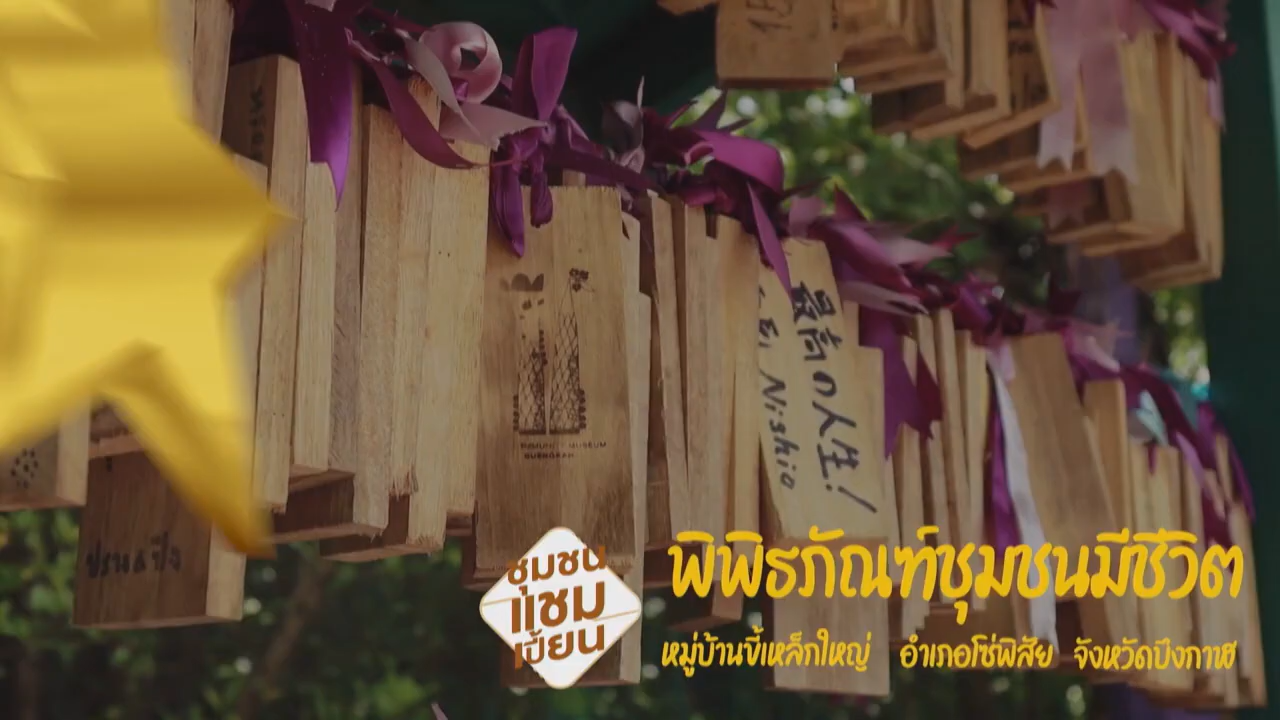 最高の人生!
Nishio
MUSEUM
ชุมชน
แชม
เปี้ยน
พิพิธภัณฑ์ชุมชนมีชีวิต
หมู่บ้านขี้เหล็กใหญ่ อำเภอโซ่พิสัย จังหวัดบึงกาฬ